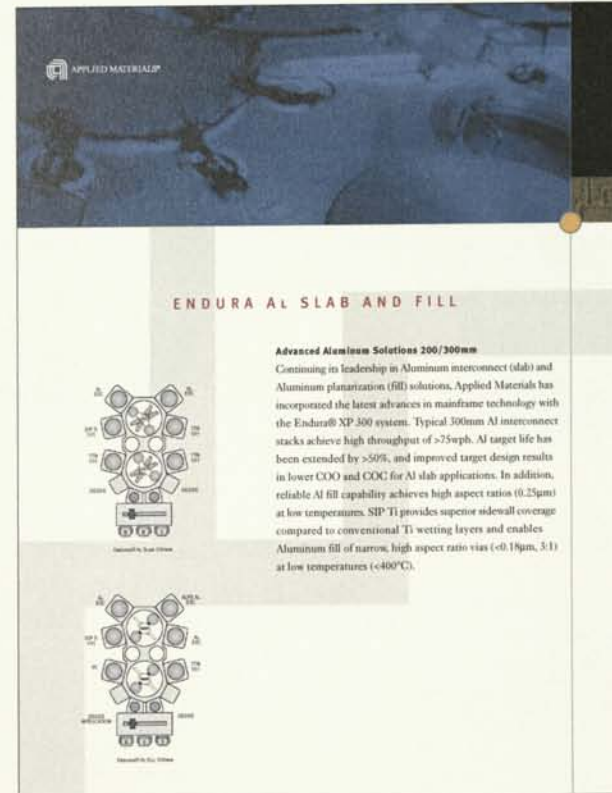 APPLIED MATERIALS®
ENDURA AL SLAB AND FILL
Advanced Aluminum Solutions 200/300mm
Continuing its leadership in Aluminum interconnect (slab) and
Aluminum planarization (fill) solutions, Applied Materials has
incorporated the latest advances in mainframe technology with
the Endura® XP 300 system. Typical 300mm Al interconnect
stacks achieve high throughput of >75wph. Al target life has
been extended by >50%, and improved target design results
in lower COO and COC for Al slab applications. In addition,
reliable Al fill capability achieves high aspect ratios (0.25µm)
at low temperatures. SIP Ti provides superior sidewall coverage
compared to conventional Ti wetting layers and enables
Aluminum fill of narrow, high aspect ratio vias (<0.18µm, 5:1)
at low temperatures (<400°C).